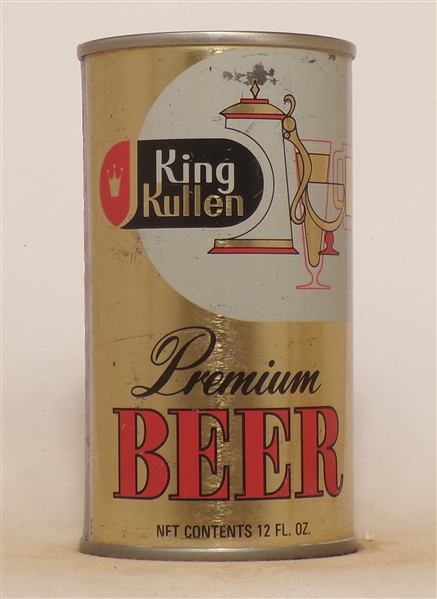 King
Kullen
Premium
BEER
NET CONTENTS 12 FL. OZ.